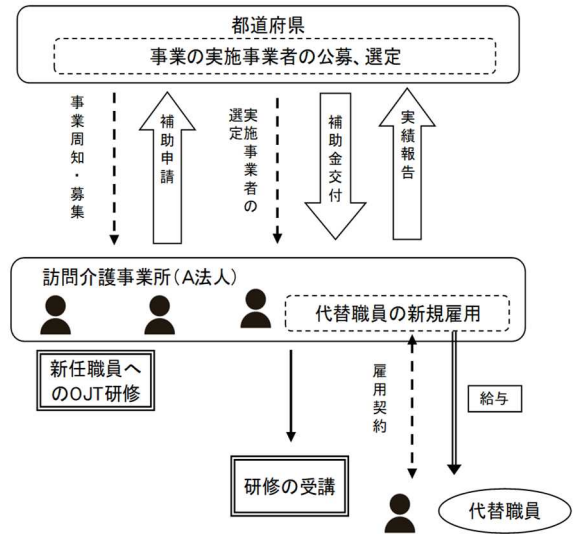 都道府県
事業の実施事業者の公募、選定
事業周知・募集
補助申請
実施事業者の
選定
補助金交付
実績報告
訪問介護事業所(A法人)
代替職員の新規雇用
新任職員へ
のOJT研修
雇用契約
給与
研修の受講
代替職員